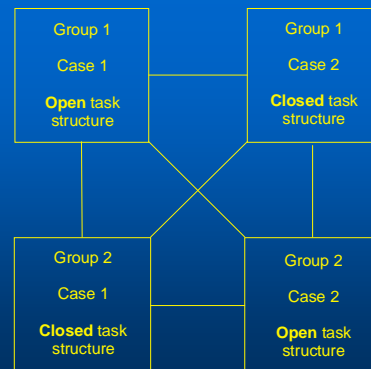 Group 1
Case 1
Open task
structure
Group 1
Case 2
Closed task
structure
Group 2
Case 1
Closed task
structure
Group 2
Case 2
Open task
structure